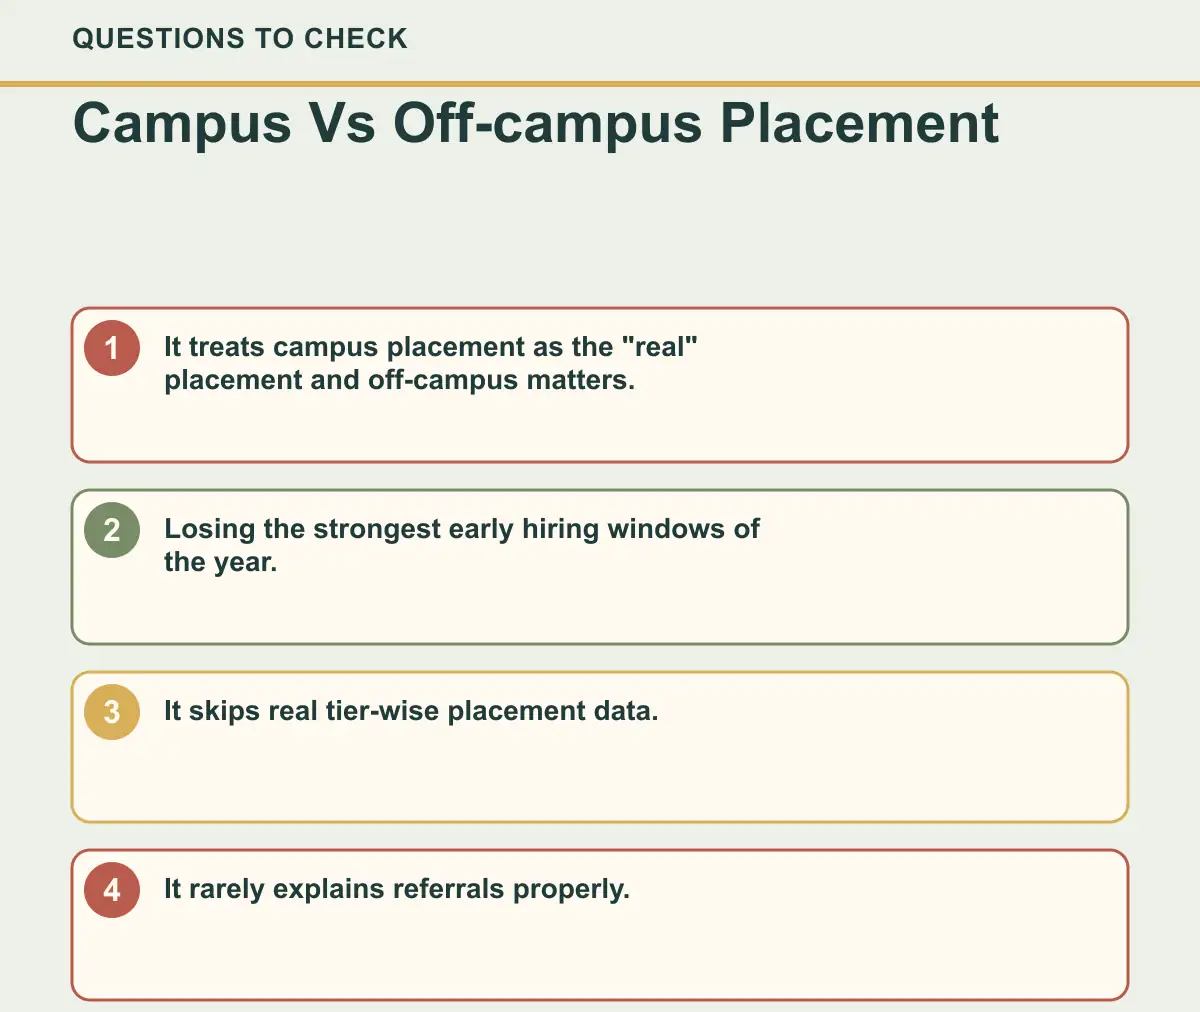 QUESTIONS TO CHECK
Campus Vs Off-campus Placement
1
It treats campus placement as the "real"
placement and off-campus matters.
2
Losing the strongest early hiring windows of
the year.
3
It skips real tier-wise placement data.
4
It rarely explains referrals properly.